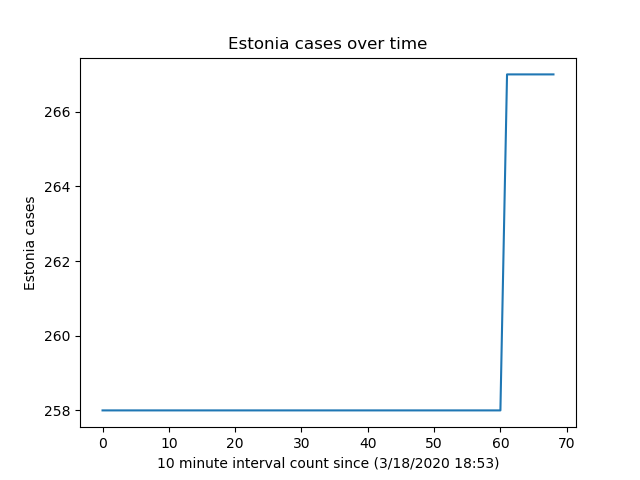 Estonia cases over time
266
264
262
260
258
Estonia cases
0 10 20 30 40 50 60 70
10 minute interval count since (3/18/2020 18:53)